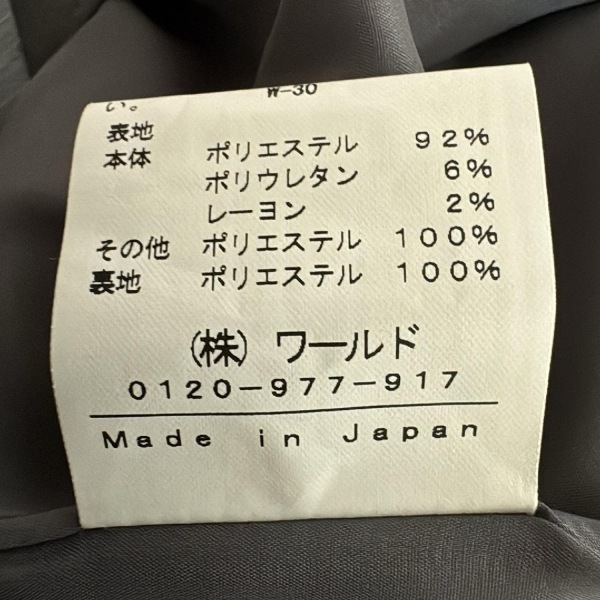 W-30
い。
表地
本体 ポリエステル 92%
ポリウレタン 6%
レーヨン 2%
その他 ポリエステル 100%
裏地 ポリエステル 100%
(株) ワールド
0120-977-917
Made in Japan